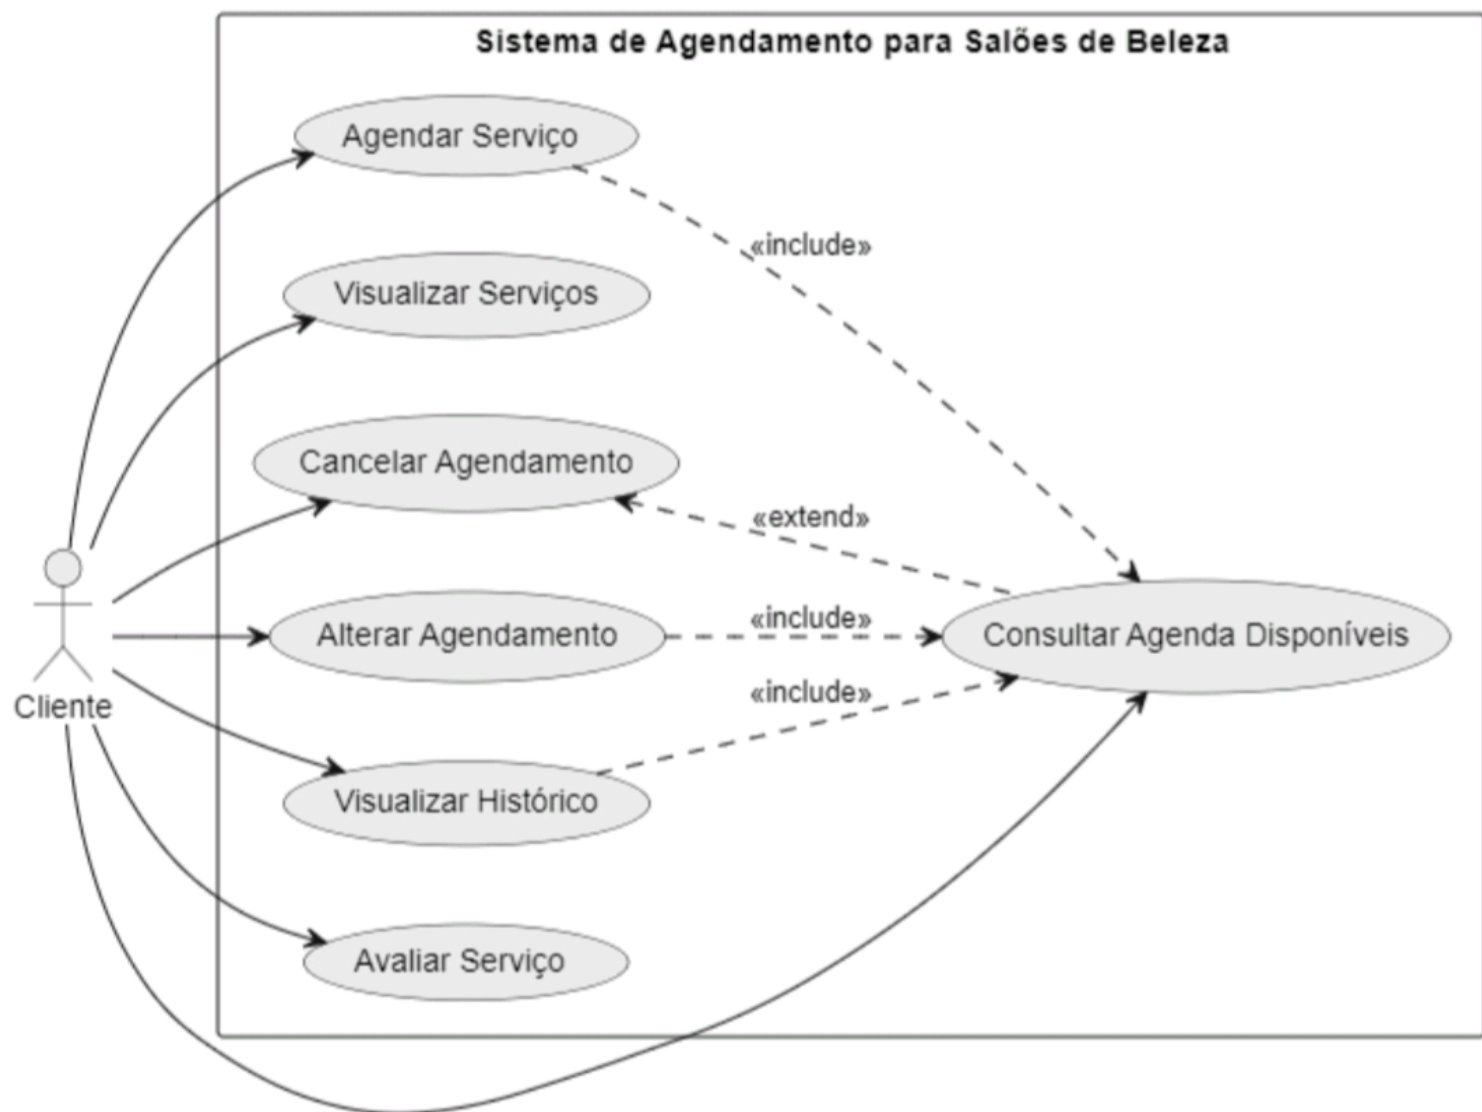 Sistema de Agendamento para Salões de Beleza
Agendar Serviço
«include»
Visualizar Serviços
Cancelar Agendamento
«extend»
Alterar Agendamento
«include»
Consultar Agenda Disponíveis
«include»
Cliente
Visualizar Histórico
Avaliar Serviço